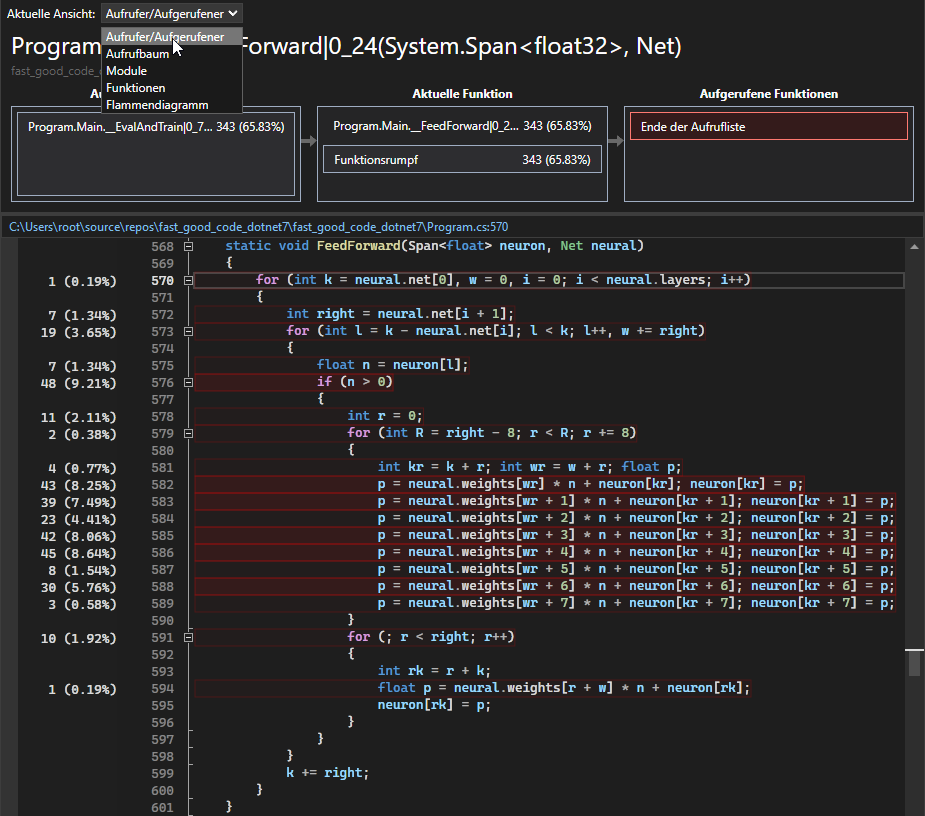 Aktuelle Ansicht: Aufrufer/Aufgerufener
Aufrufer/Aufgerufener
Aufrufbaum
Module
Funktionen
Flammendiagramm
Program. Forward|0_24(System.Span<float32>, Net)
fast_good_code_
Au Aktuelle Funktion Aufgerufene Funktionen
Program.Main.__EvalAndTrain|0_7... 343 (65.83%)
Program.Main.__FeedForward|0_2... 343 (65.83%)
Funktionsrumpf 343 (65.83%)
Ende der Aufrufliste
C:\Users\root\source\repos\fast_good_code_dotnet7\fast_good_code_dotnet7\Program.cs:570
568 static void FeedForward(Span<float> neuron, Net neural)
569 {
1 (0.19%) 570 for (int k = neural.net[0], w = 0, i = 0; i < neural.layers; i++)
571 {
7 (1.34%) 572 int right = neural.net[i + 1];
19 (3.65%) 573 for (int l = k - neural.net[i]; l < k; l++, w += right)
574 {
7 (1.34%) 575 float n = neuron[l];
48 (9.21%) 576 if (n > 0)
577 {
11 (2.11%) 578 int r = 0;
2 (0.38%) 579 for (int R = right - 8; r < R; r += 8)
580 {
4 (0.77%) 581 int kr = k + r; int wr = w + r; float p;
43 (8.25%) 582 p = neural.weights[wr] * n + neuron[kr]; neuron[kr] = p;
39 (7.49%) 583 p = neural.weights[wr + 1] * n + neuron[kr + 1]; neuron[kr + 1] = p;
23 (4.41%) 584 p = neural.weights[wr + 2] * n + neuron[kr + 2]; neuron[kr + 2] = p;
42 (8.06%) 585 p = neural.weights[wr + 3] * n + neuron[kr + 3]; neuron[kr + 3] = p;
45 (8.64%) 586 p = neural.weights[wr + 4] * n + neuron[kr + 4]; neuron[kr + 4] = p;
8 (1.54%) 587 p = neural.weights[wr + 5] * n + neuron[kr + 5]; neuron[kr + 5] = p;
30 (5.76%) 588 p = neural.weights[wr + 6] * n + neuron[kr + 6]; neuron[kr + 6] = p;
3 (0.58%) 589 p = neural.weights[wr + 7] * n + neuron[kr + 7]; neuron[kr + 7] = p;
590 }
10 (1.92%) 591 for (; r < right; r++)
592 {
593 int rk = r + k;
1 (0.19%) 594 float p = neural.weights[r + w] * n + neuron[rk];
595 neuron[rk] = p;
596 }
597 }
598 }
599 k += right;
600 }
601 }